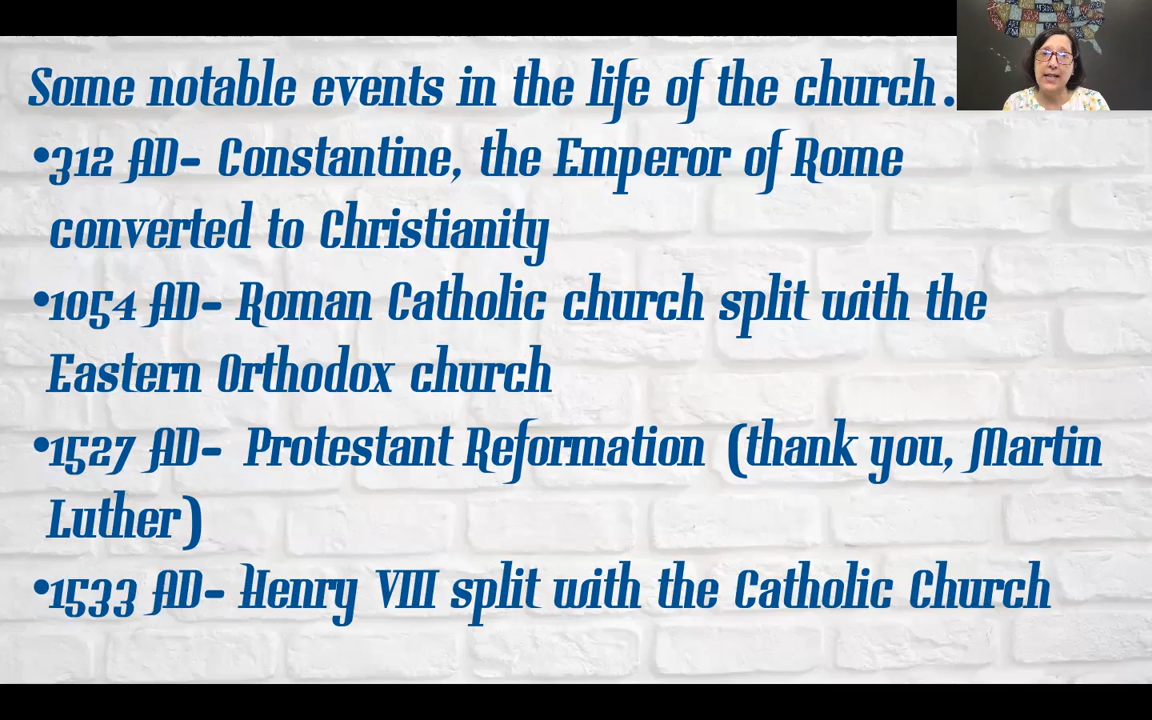 Some notable events in the life of the church.
•312 AD- Constantine, the Emperor of Rome
converted to Christianity
•1054 AD- Roman Catholic church split with the
Eastern Orthodox church
•1527 AD- Protestant Reformation (thank you, Martin
Luther)
•1533 AD- Henry VIII split with the Catholic Church